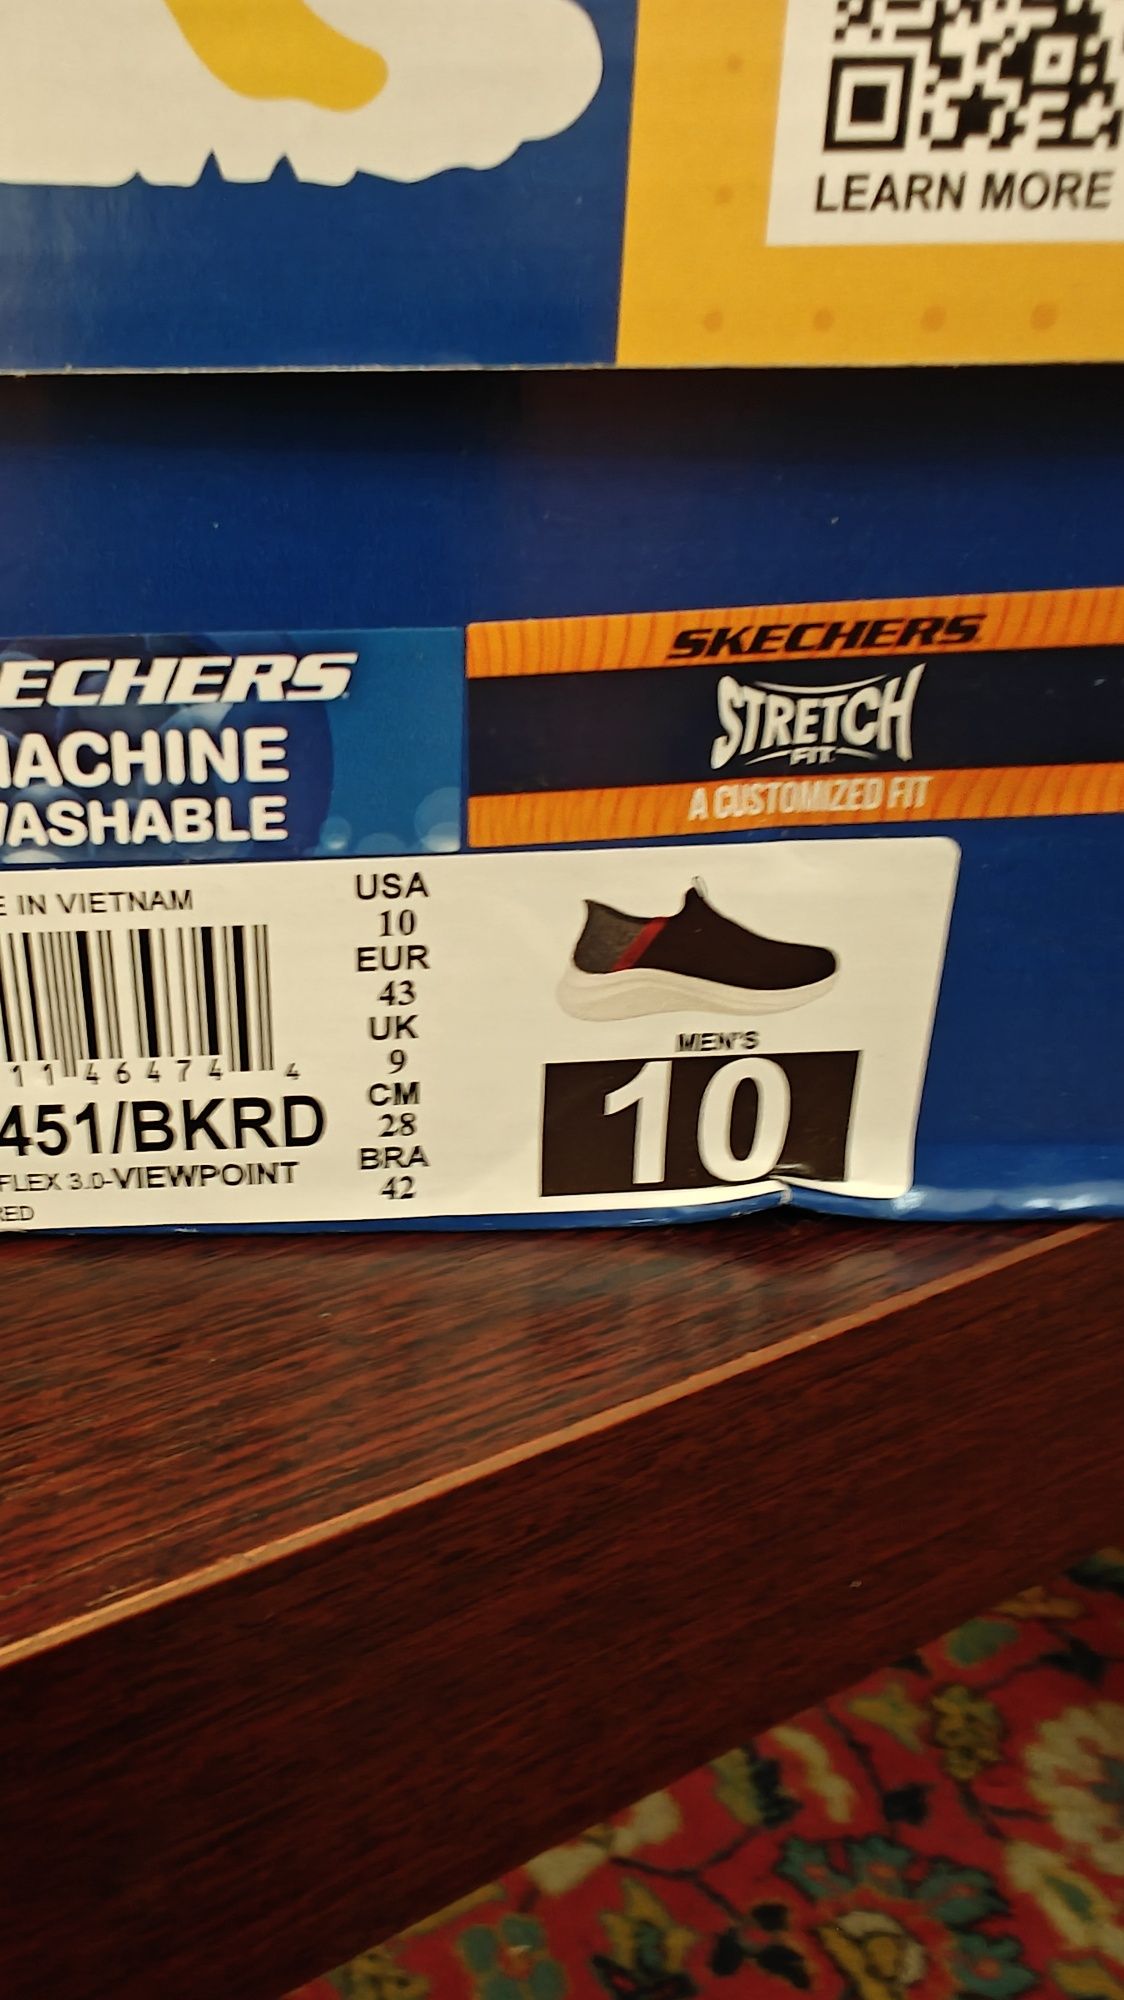 LEARN MORE
ECHERS
MACHINE
WASHABLE
SKECHERS
STRETCH
FIT
A CUSTOMIZED FIT
E IN VIETNAM
1 1 4 6 4 7 4 4
451/BKRD
FLEX 3.0-VIEWPOINT
RED
USA
10
EUR
43
UK
9
CM
28
BRA
42
MEN'S
10